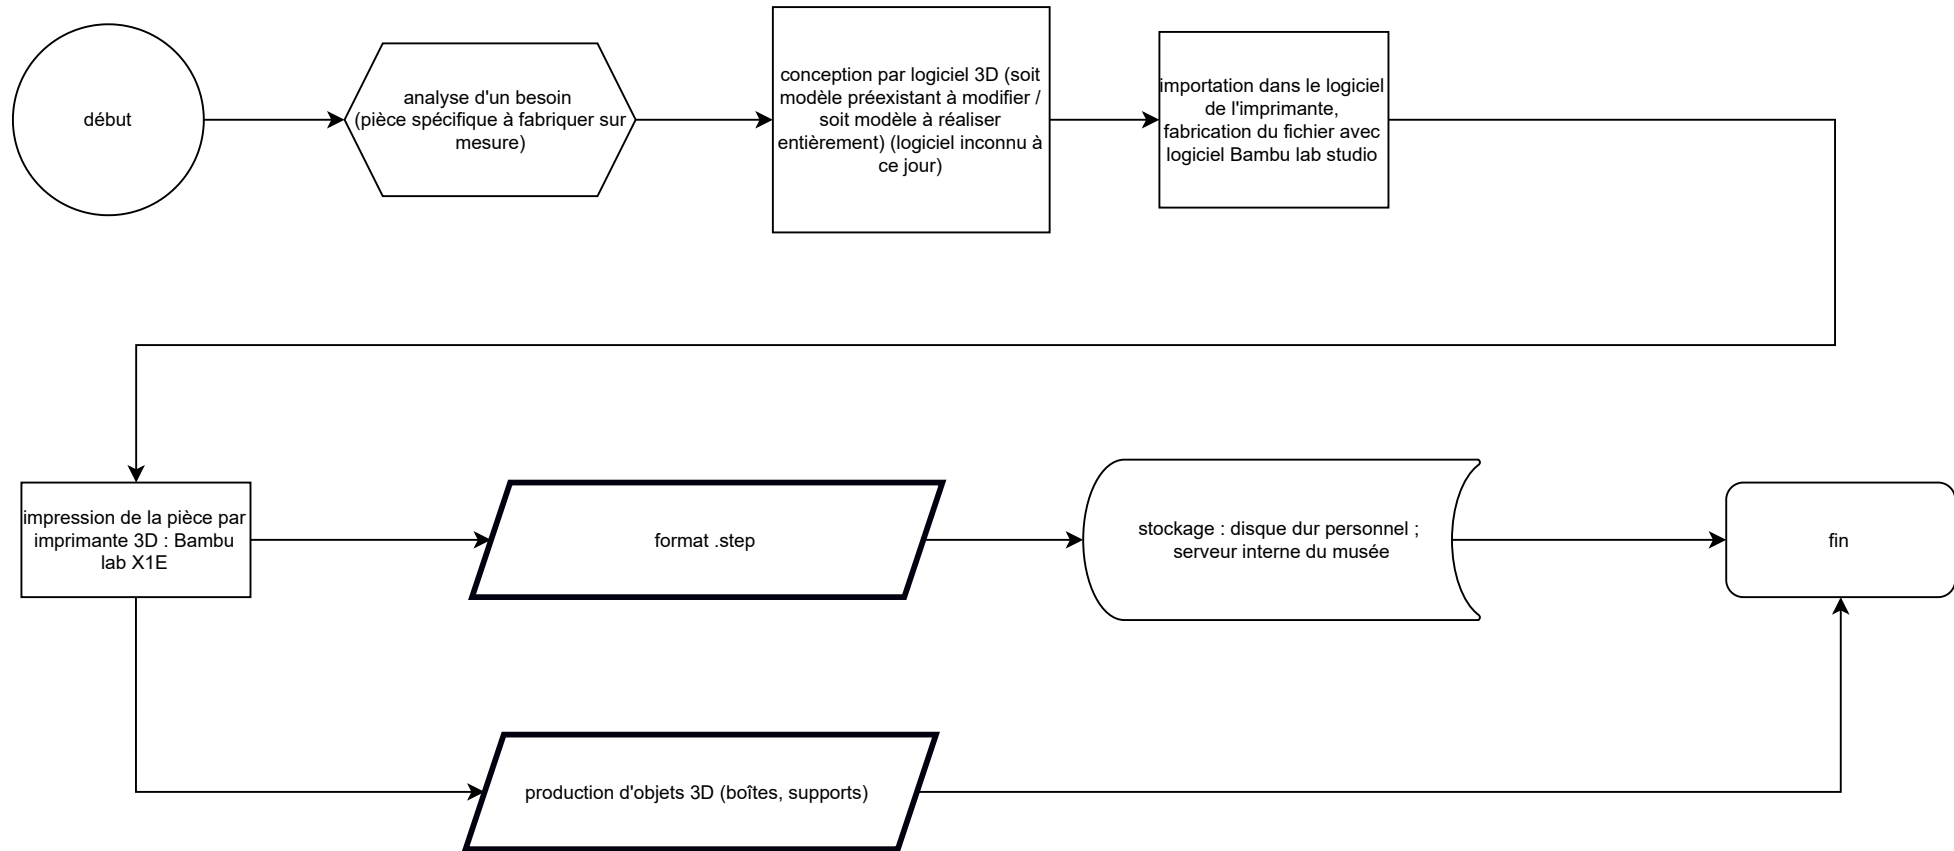 début
analyse d'un besoin
(pièce spécifique à fabriquer sur
mesure)
conception par logiciel 3D (soit
modèle préexistant à modifier /
soit modèle à réaliser
entièrement) (logiciel inconnu à
ce jour)
importation dans le logiciel
de l'imprimante,
fabrication du fichier avec
logiciel Bambu lab studio
impression de la pièce par
imprimante 3D : Bambu
lab X1E
format .step
stockage : disque dur personnel ;
serveur interne du musée
fin
production d'objets 3D (boîtes, supports)